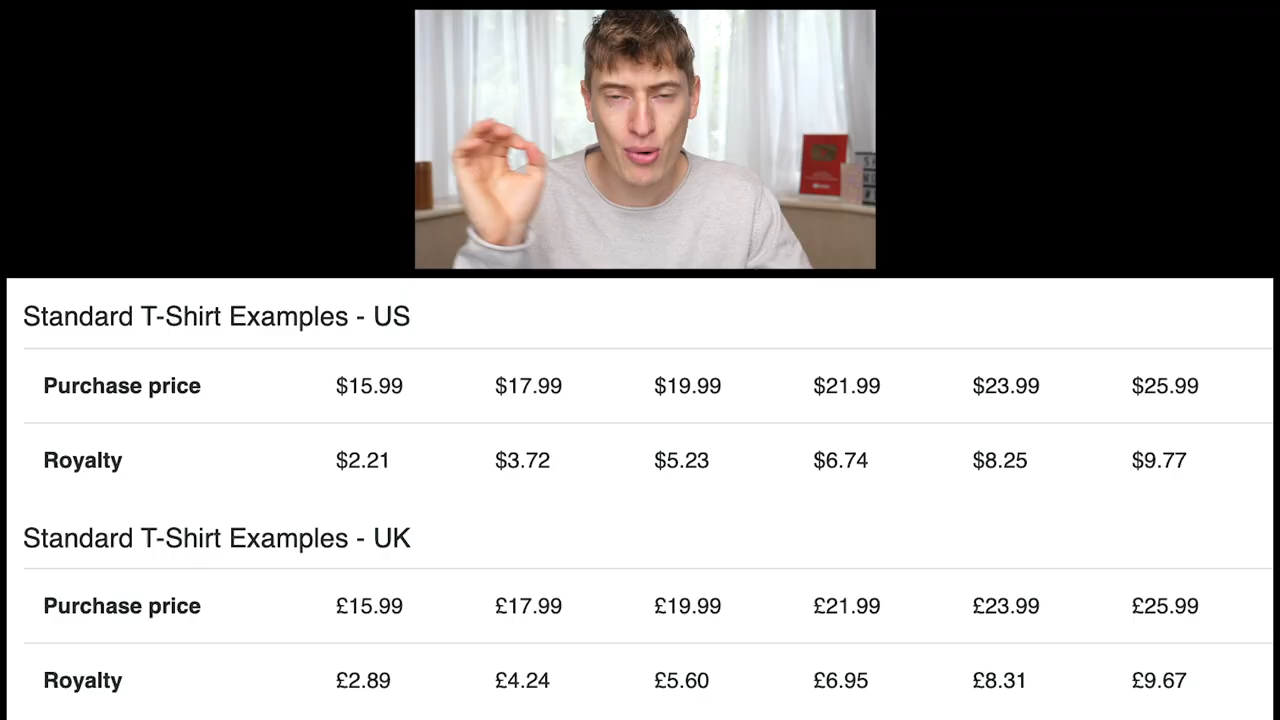 Standard T-Shirt Examples - US
Purchase price $15.99 $17.99 $19.99 $21.99 $23.99 $25.99
Royalty $2.21 $3.72 $5.23 $6.74 $8.25 $9.77
Standard T-Shirt Examples - UK
Purchase price £15.99 £17.99 £19.99 £21.99 £23.99 £25.99
Royalty £2.89 £4.24 £5.60 £6.95 £8.31 £9.67